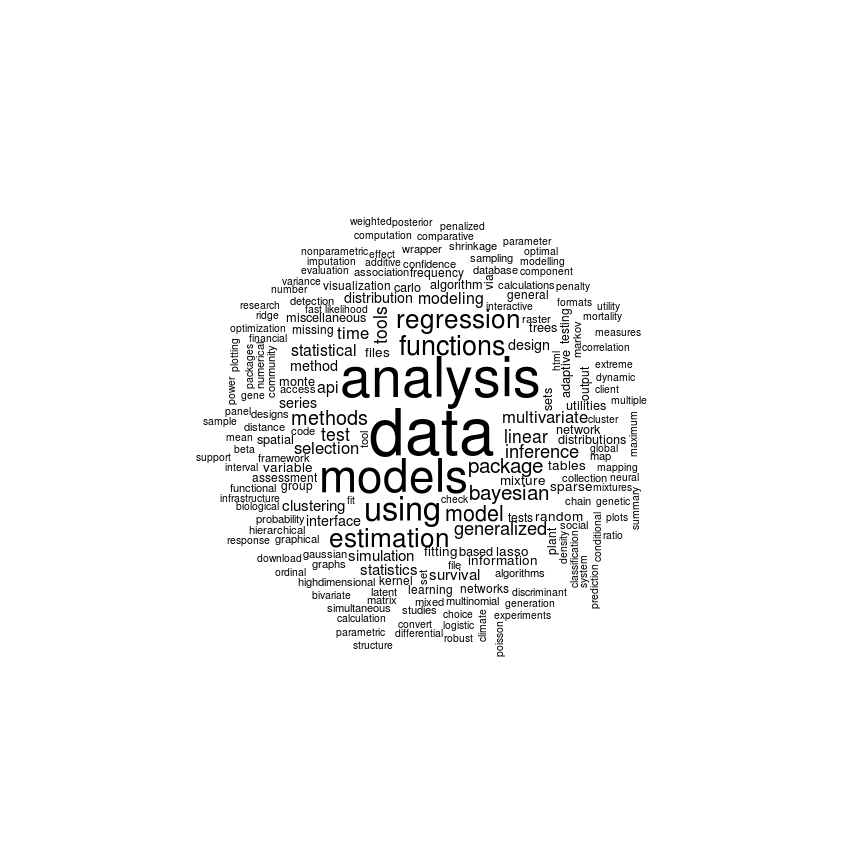 weighted posterior penalized
computation comparative
nonparametric effect wrapper shrinkage parameter
imputation additive confidence sampling optimal
evaluation association frequency database modelling
variance visualization carlo algorithm via calculations component penalty
number distribution modeling general
research detection interactive formats utility
ridge fast likelihood tools regression raster markov mortality
miscellaneous trees testing
optimization missing time functions design measures
financial statistical files correlation
plotting packages numerical community method analysis html adaptive output extreme
power gene monte api sets dynamic
access client
series utilities multiple
panel designs methods data multivariate cluster maximum
sample distance code test tool linear network
mean spatial selection inference distributions
beta global
support framework models package tables map
interval variable mixture mapping
assessment collection neural
functional group using bayesian sparse mixtures
infrastructure fit check chain genetic summary
biological clustering model
probability interface tests random social plots
hierarchical estimation generalized plant density classification system conditional prediction
response graphical ratio
download gaussian simulation fitting based lasso
graphs file information
ordinal statistics set survival algorithms
highdimensional kernel
bivariate latent learning networks discriminant
matrix mixed multinomial generation
simultaneous studies choice experiments
calculation convert logistic climate
parametric differential robust poisson
structure